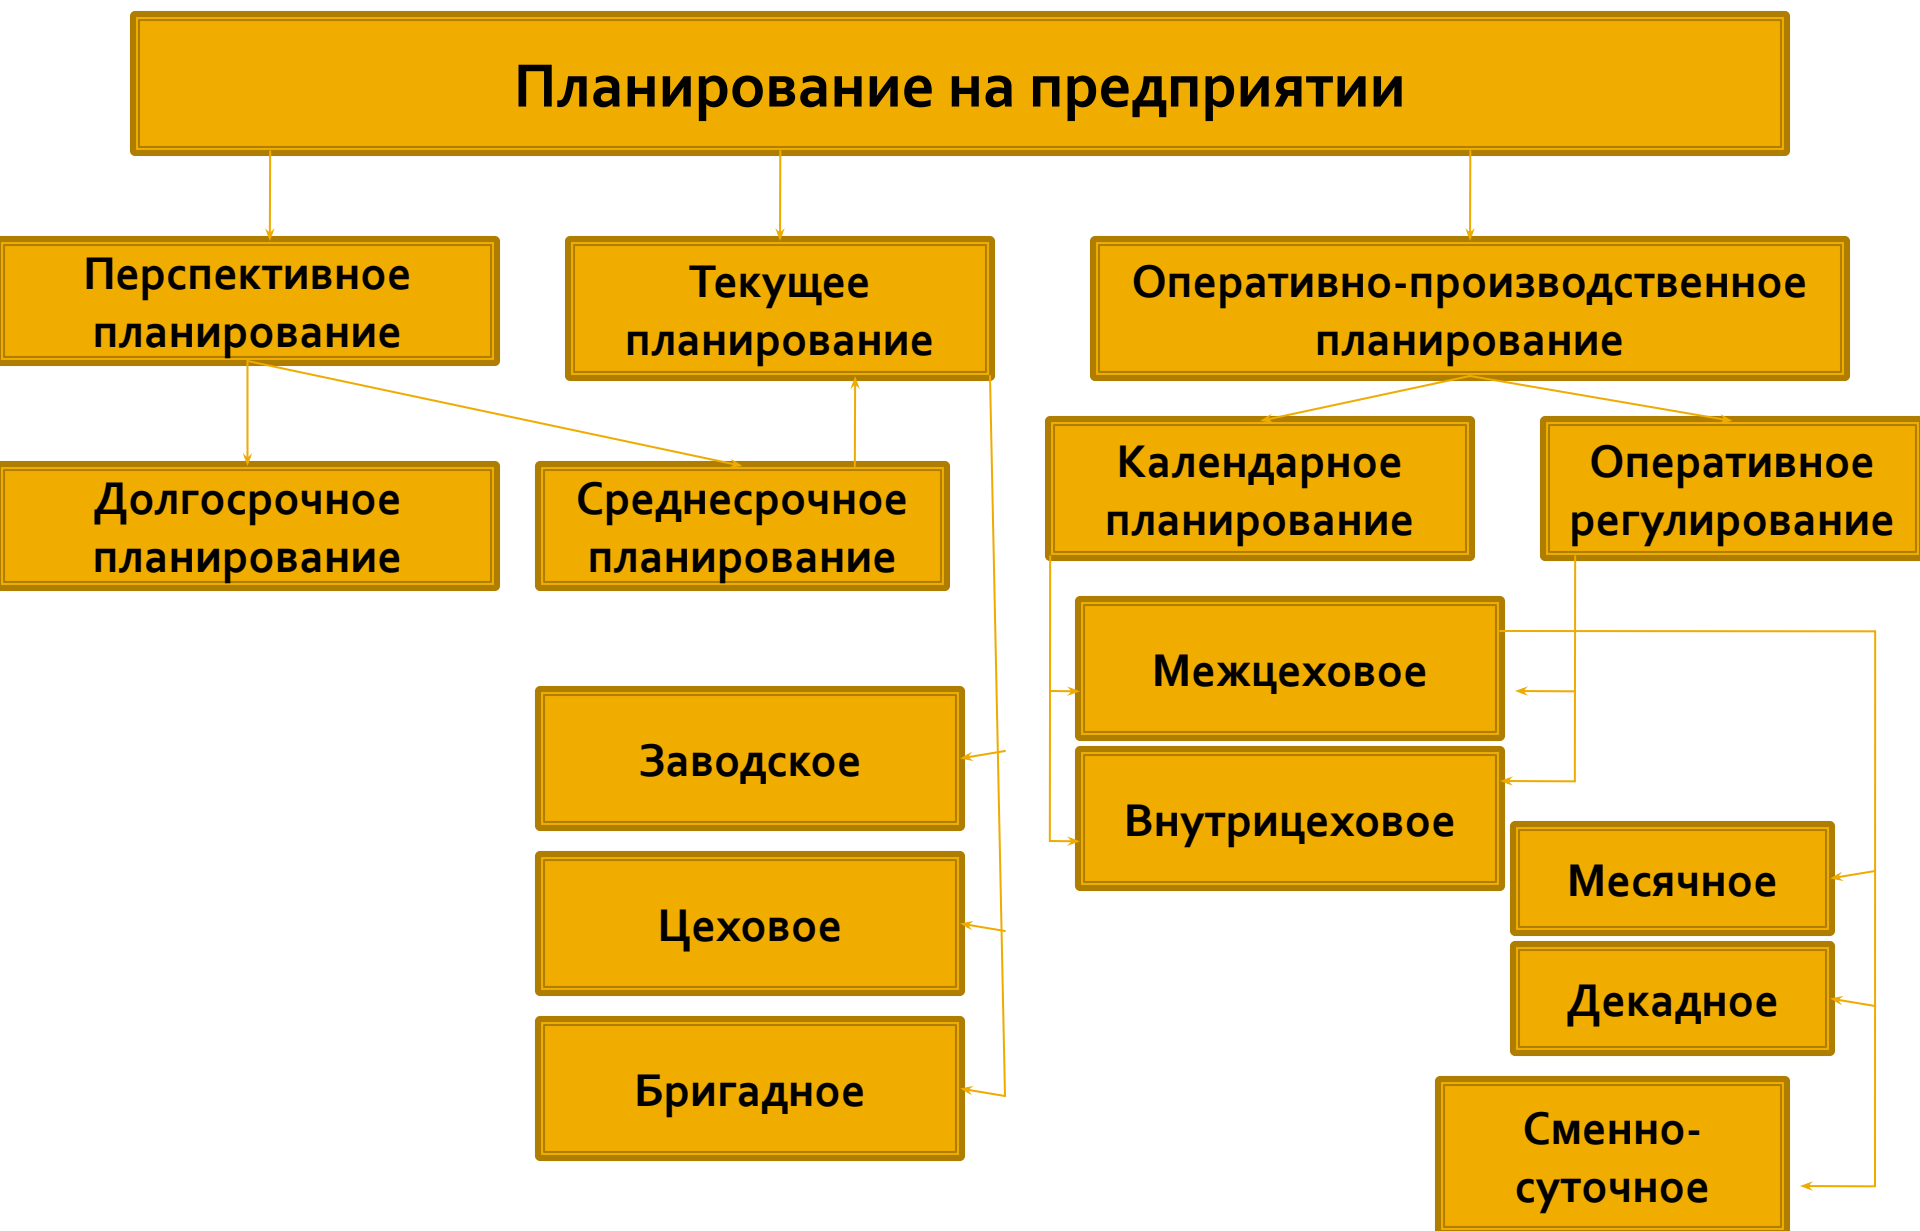 Планирование на предприятии
Перспективное
планирование
Текущее
планирование
Оперативно-производственное
планирование
Долгосрочное
планирование
Среднесрочное
планирование
Календарное
планирование
Оперативное
регулирование
Межцеховое
Внутрицеховое
Заводское
Цеховое
Бригадное
Месячное
Декадное
Сменно-
суточное